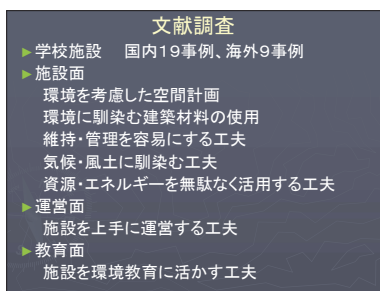 文献調査
►学校施設　国内１９事例、海外９事例
►施設面
環境を考慮した空間計画
環境に馴染む建築材料の使用
維持・管理を容易にする工夫
気候・風土に馴染む工夫
資源・エネルギーを無駄なく活用する工夫
►運営面
施設を上手に運営する工夫
►教育面
施設を環境教育に活かす工夫